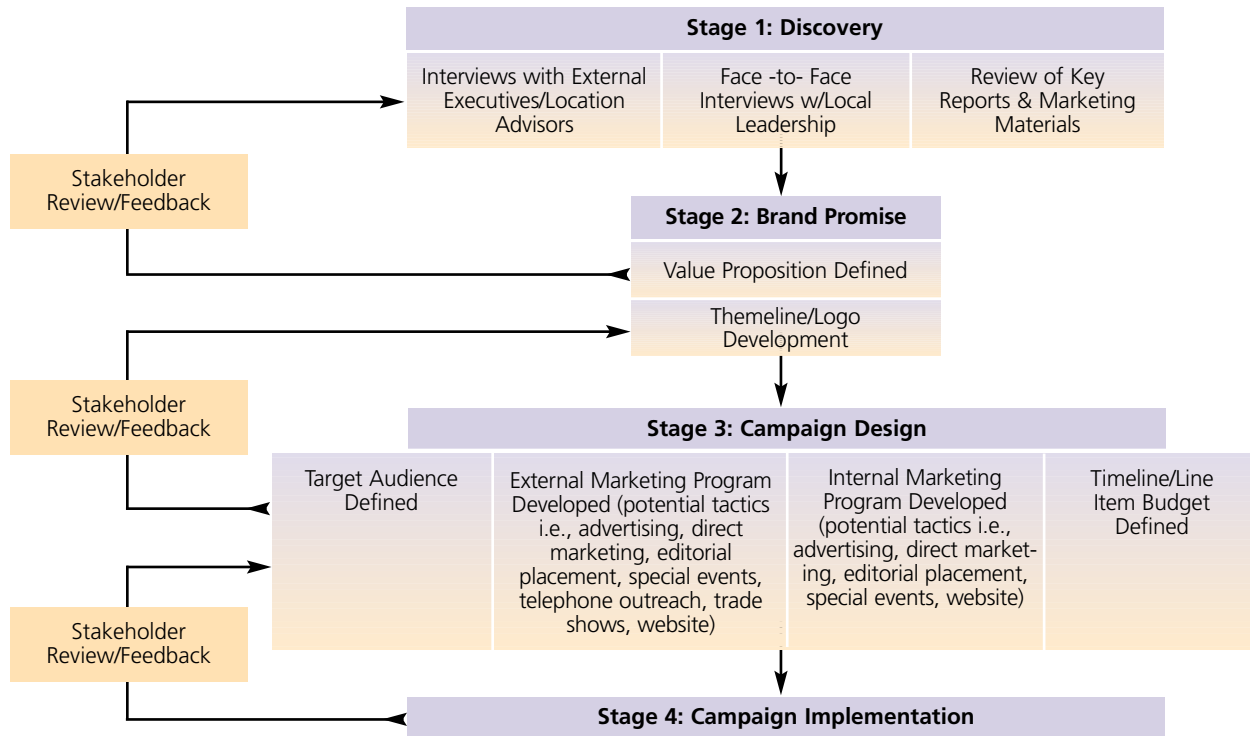 Stage 1: Discovery
Interviews with External
Executives/Location
Advisors
Face -to- Face
Interviews w/Local
Leadership
Review of Key
Reports & Marketing
Materials
Stakeholder
Review/Feedback
Stage 2: Brand Promise
Value Proposition Defined
Themeline/Logo
Development
Stakeholder
Review/Feedback
Stage 3: Campaign Design
Target Audience
Defined
External Marketing Program
Developed (potential tactics
i.e., advertising, direct
marketing, editorial
placement, special events,
telephone outreach, trade
shows, website)
Internal Marketing
Program Developed
(potential tactics i.e.,
advertising, direct market-
ing, editorial placement,
special events, website)
Timeline/Line
Item Budget
Defined
Stakeholder
Review/Feedback
Stage 4: Campaign Implementation